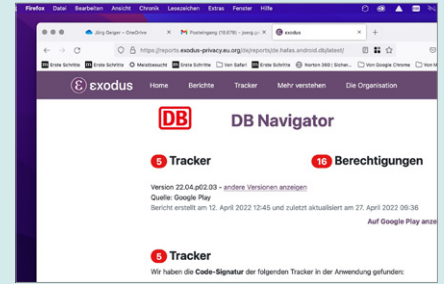 Firefox Datei Bearbeiten Ansicht Chronik Lesezeichen Extras Fenster Hilfe
Jörg Geiger – OneDrive × Posteingang × exodus × +
https://reports.exodus-privacy.eu.org/de/reports/de.hafas.android.db/latest/
Erste Schritte Erste Schritte Meistbesucht Erste Schritte Von Safari Erste Schritte Norton 360 Von Google Chrome
εxodus Home Berichte Tracker Mehr verstehen Die Organisation
DB DB Navigator
5 Tracker 16 Berechtigungen
Version 22.04.p02.03 - andere Versionen anzeigen
Quelle: Google Play
Bericht erstellt am 12. April 2022 12:45 und zuletzt aktualisiert am 27. April 2022 09:36
Auf Google Play anze
5 Tracker
Wir haben die Code-Signatur der folgenden Tracker in der Anwendung gefunden: